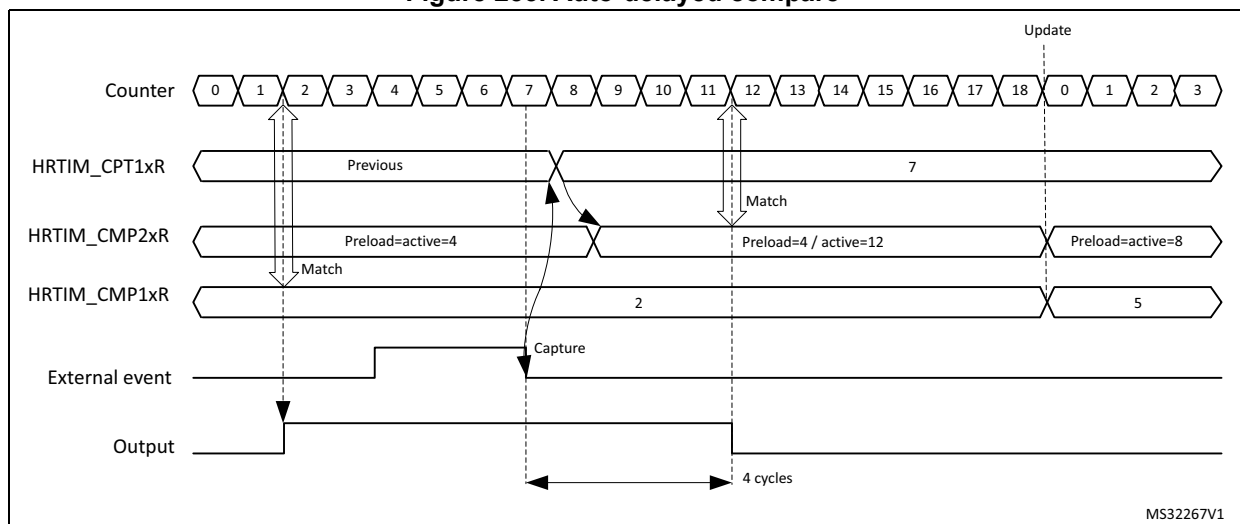 Update
Counter 0 1 2 3 4 5 6 7 8 9 10 11 12 13 14 15 16 17 18 0 1 2 3
HRTIM_CPT1xR Previous 7
Match
HRTIM_CMP2xR Preload=active=4 Preload=4 / active=12 Preload=active=8
Match
HRTIM_CMP1xR 2 5
Capture
External event
Output
4 cycles
MS32267V1